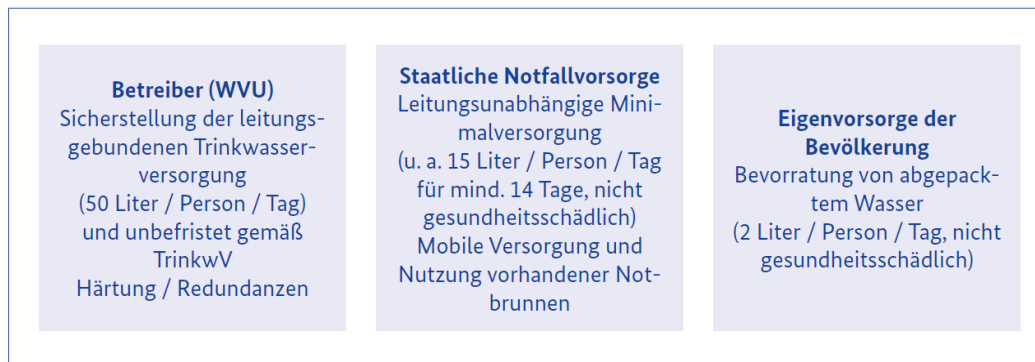 Betreiber (WVU)
Sicherstellung der leitungs-
gebundenen Trinkwasser-
versorgung
(50 Liter / Person / Tag)
und unbefristet gemäß
TrinkwV
Härtung / Redundanzen
Staatliche Notfallvorsorge
Leitungsunabhängige Mini-
malversorgung
(u. a. 15 Liter / Person / Tag
für mind. 14 Tage, nicht
gesundheitsschädlich)
Mobile Versorgung und
Nutzung vorhandener Not-
brunnen
Eigenvorsorge der
Bevölkerung
Bevorratung von abgepack-
tem Wasser
(2 Liter / Person / Tag, nicht
gesundheitsschädlich)